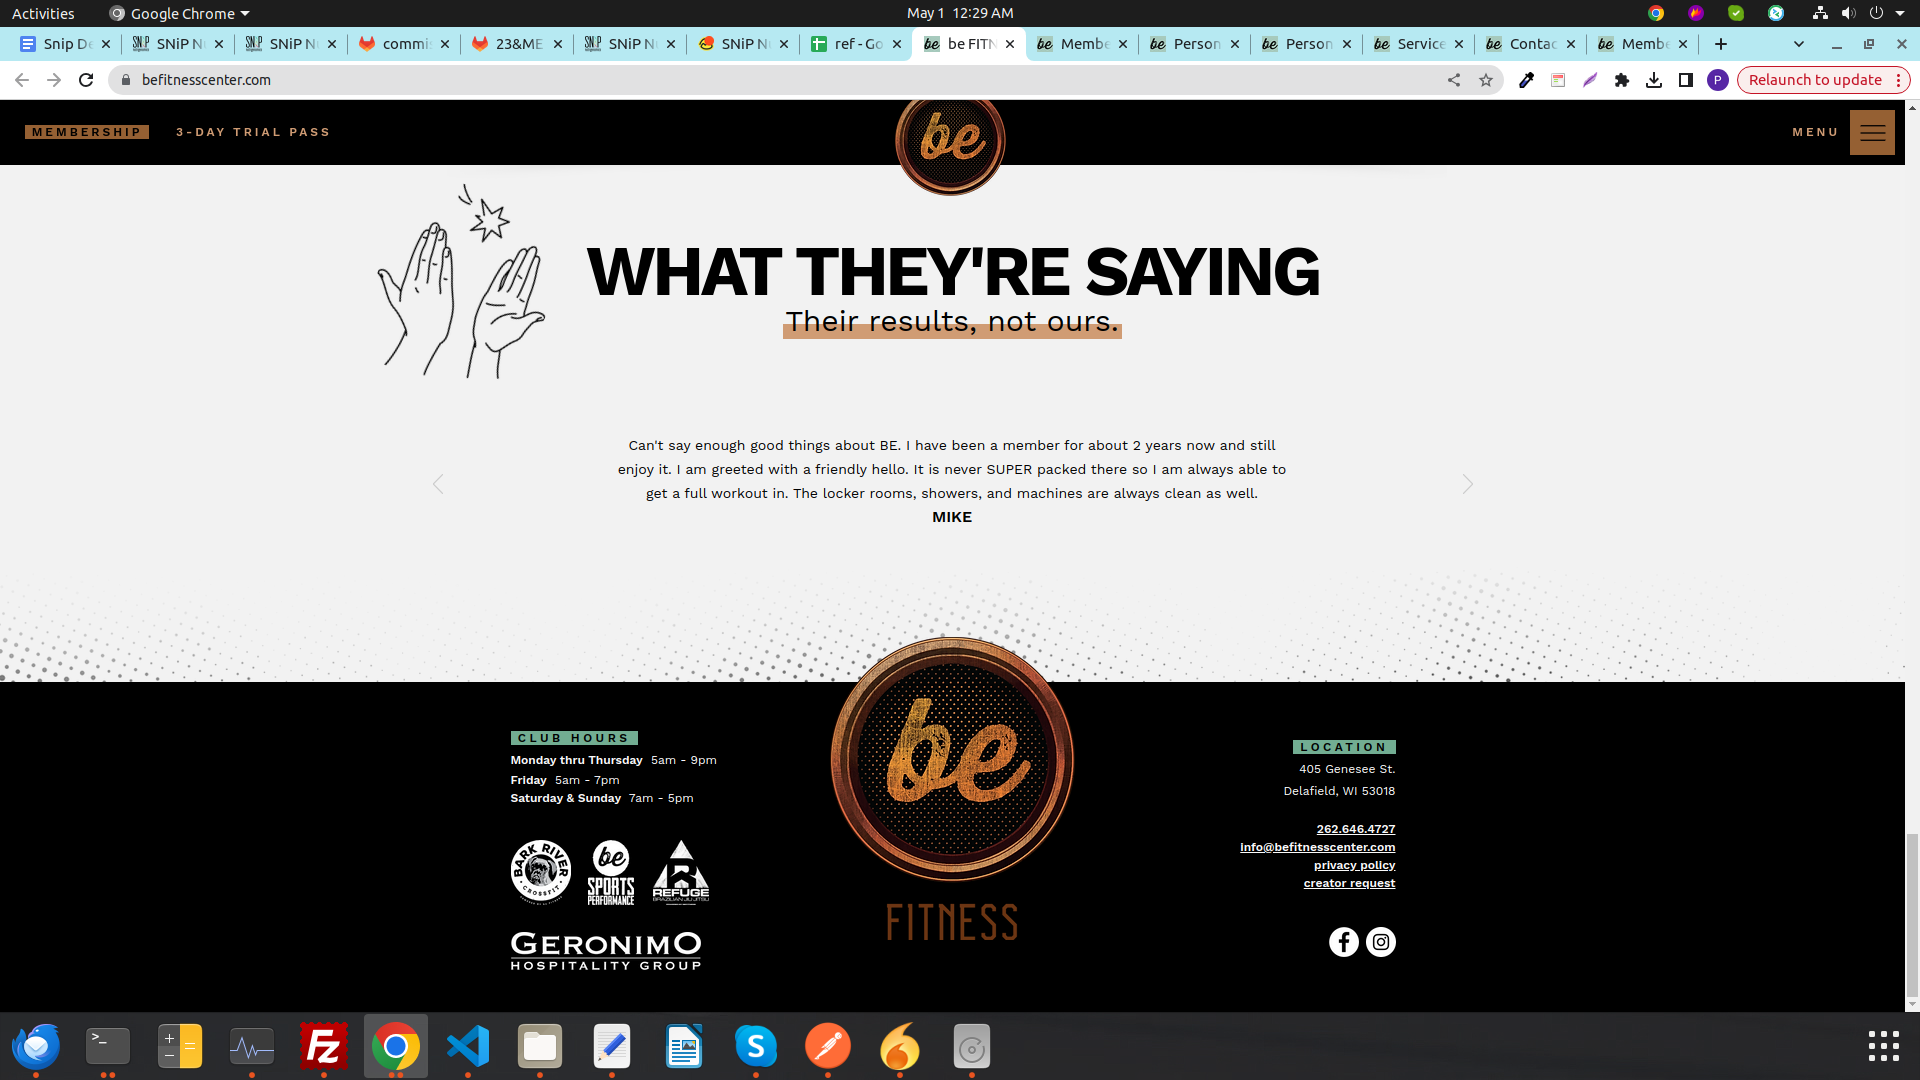 Activities
Google Chrome
May 1 12:29 AM
Snip De
SNiP N
SNiP N
commi
23&ME
SNiP N
SNiP N
ref - Go
be FITN
Membe
Person
Person
Service
Contac
Membe
befitnesscenter.com
P
Relaunch to update
MEMBERSHIP
3-DAY TRIAL PASS
be
MENU
WHAT THEY'RE SAYING
Their results, not ours.
Can't say enough good things about BE. I have been a member for about 2 years now and still
enjoy it. I am greeted with a friendly hello. It is never SUPER packed there so I am always able to
get a full workout in. The locker rooms, showers, and machines are always clean as well.
MIKE
CLUB HOURS
Monday thru Thursday 5am - 9pm
Friday 5am - 7pm
Saturday & Sunday 7am - 5pm
BARK RIVER
CROSSFIT
be
SPORTS
PERFORMANCE
REFUGE
BRAZILIAN JIU JITSU
GERONIMO
HOSPITALITY GROUP
be
FITNESS
LOCATION
405 Genesee St.
Delafield, WI 53018
262.646.4727
info@befitnesscenter.com
privacy policy
creator request